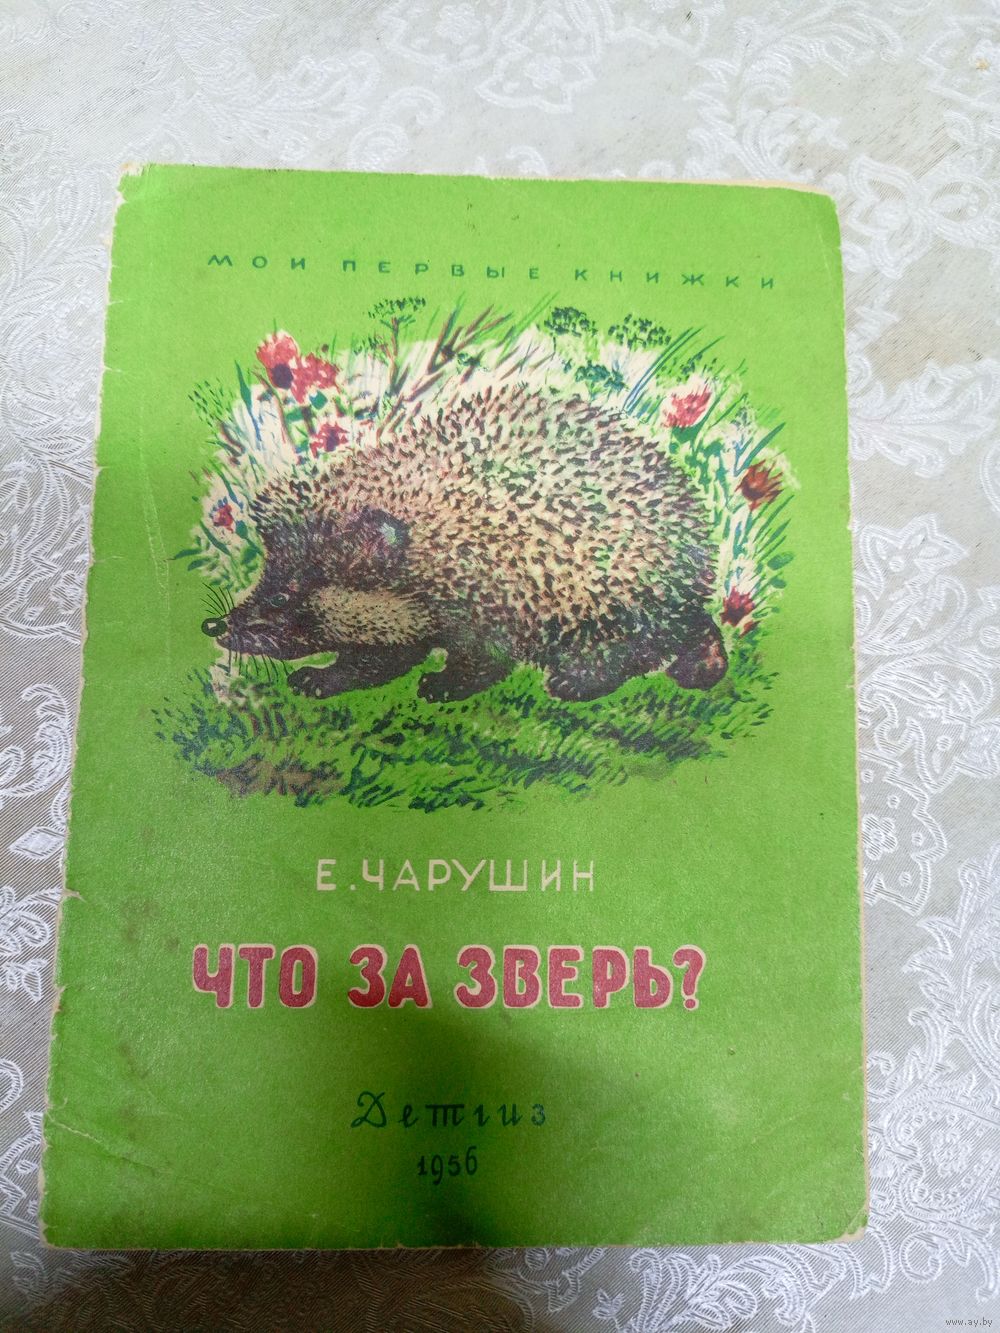 МОИ ПЕРВЫЕ КНИЖКИ
Е. ЧАРУШИН
ЧТО ЗА ЗВЕРЬ?
Детгиз
1956
www.ay.by